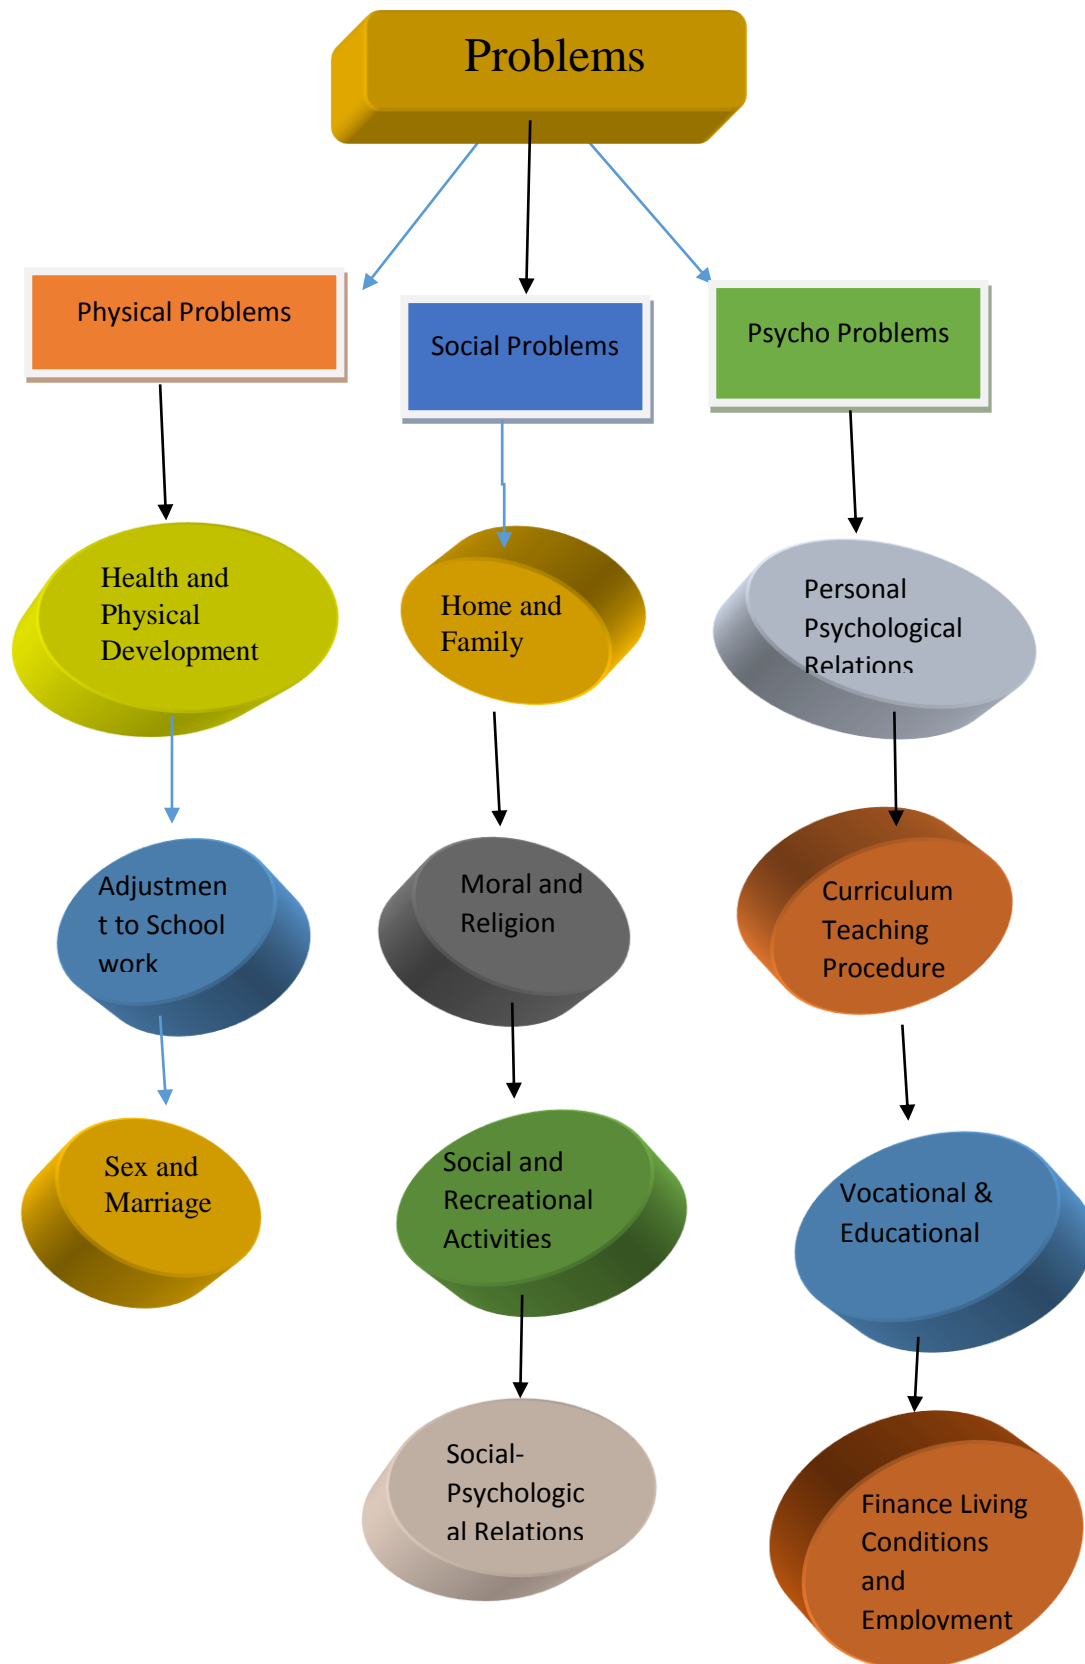 Problems
Physical Problems
Social Problems
Psycho Problems
Health and
Physical
Development
Home and
Family
Personal
Psychological
Relations
Adjustmen
t to School
work
Moral and
Religion
Curriculum
Teaching
Procedure
Sex and
Marriage
Social and
Recreational
Activities
Vocational &
Educational
Social-
Psychologic
al Relations
Finance Living
Conditions
and
Employment